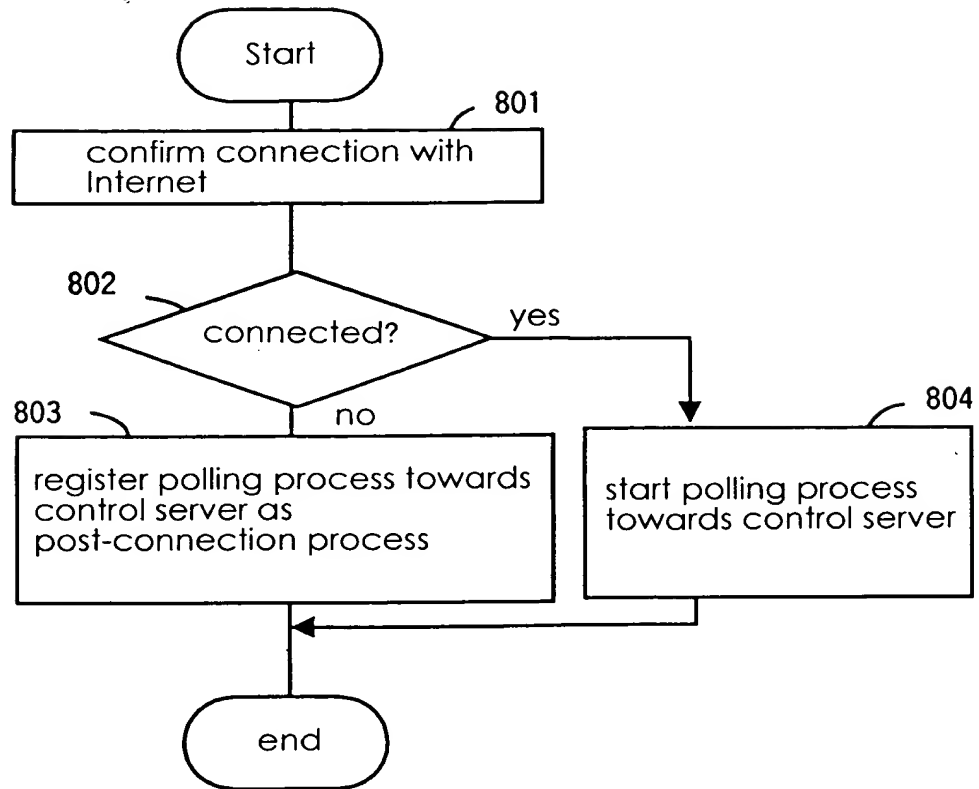 Start
801
confirm connection with
Internet
802
connected?
yes
803
no
804
register polling process towards
control server as
post-connection process
start polling process
towards control server
end